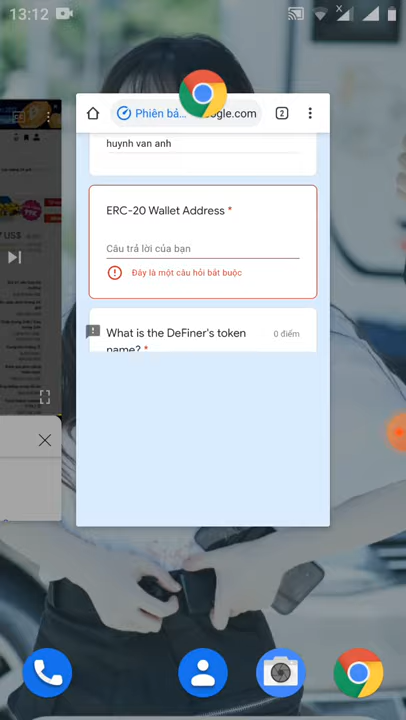 13:12
Phiên bả... ogle.com
2
huynh van anh
ERC-20 Wallet Address *
Câu trả lời của bạn
Đây là một câu hỏi bắt buộc
What is the DeFiner's token
0 điểm
name? *
US$